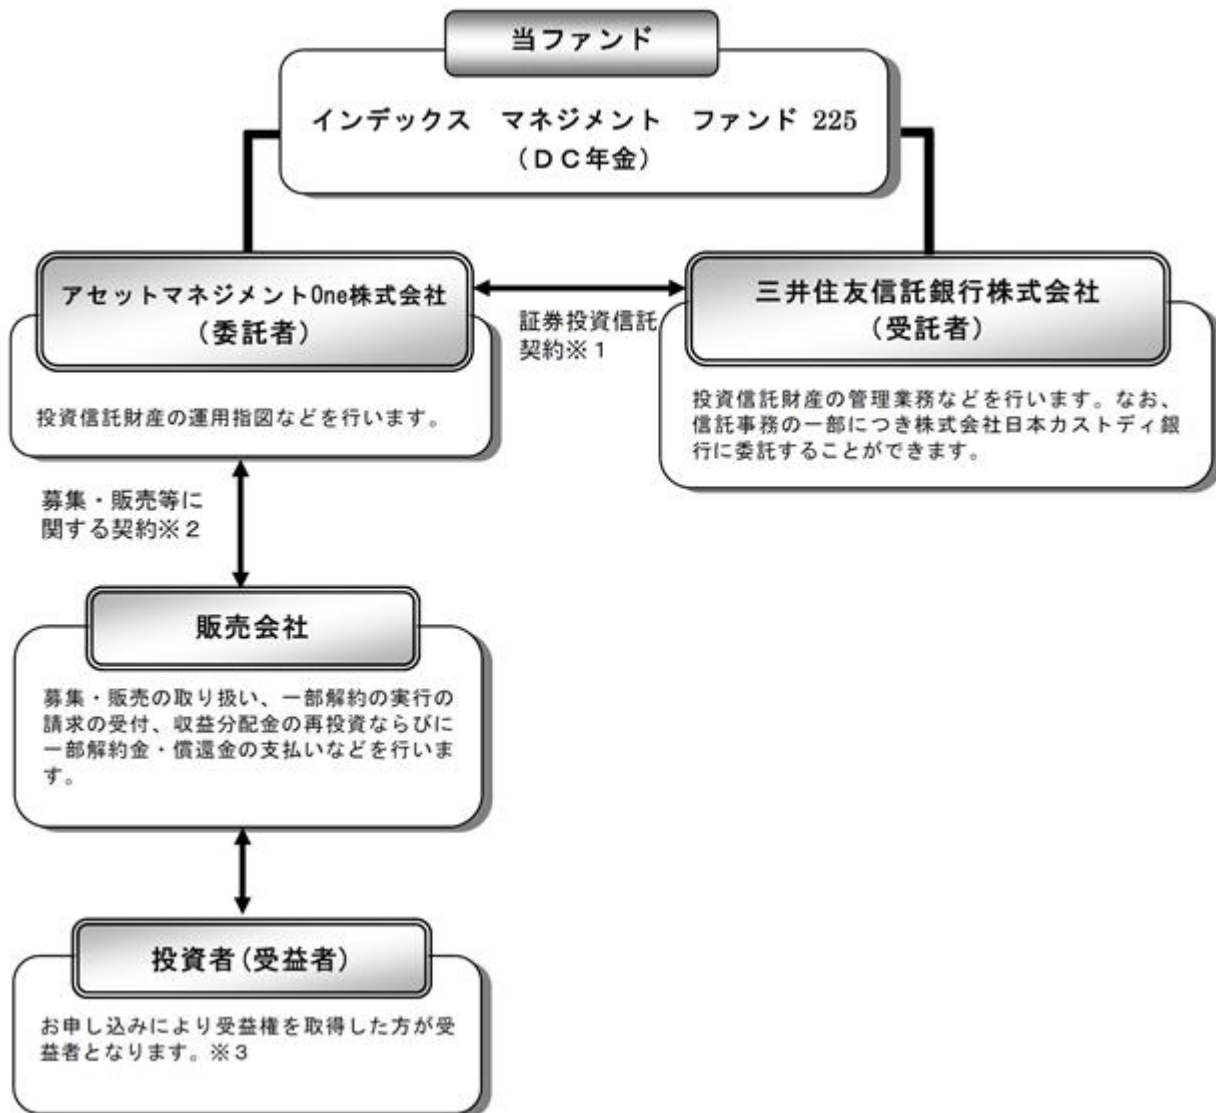 当ファンド
インデックス マネジメント ファンド 225
（ＤＣ年金）
アセットマネジメントOne株式会社
（委託者）
投資信託財産の運用指図などを行います。
証券投資信託
契約※１
三井住友信託銀行株式会社
（受託者）
投資信託財産の管理業務などを行います。なお、
信託事務の一部につき株式会社日本カストディ銀
行に委託することができます。
募集・販売等に
関する契約※２
販売会社
募集・販売の取り扱い、一部解約の実行の
請求の受付、収益分配金の再投資ならびに
一部解約金・償還金の支払いなどを行いま
す。
投資者(受益者)
お申し込みにより受益権を取得した方が受
益者となります。※３